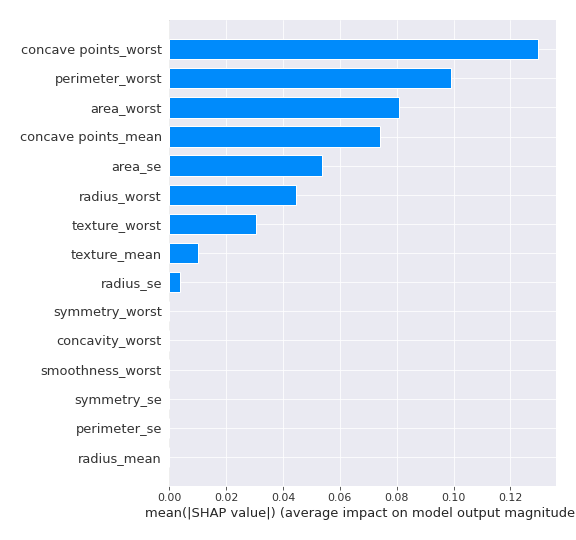 concave points_worst
perimeter_worst
area_worst
concave points_mean
area_se
radius_worst
texture_worst
texture_mean
radius_se
symmetry_worst
concavity_worst
smoothness_worst
symmetry_se
perimeter_se
radius_mean
0.00 0.02 0.04 0.06 0.08 0.10 0.12
mean(|SHAP value|) (average impact on model output magnitude